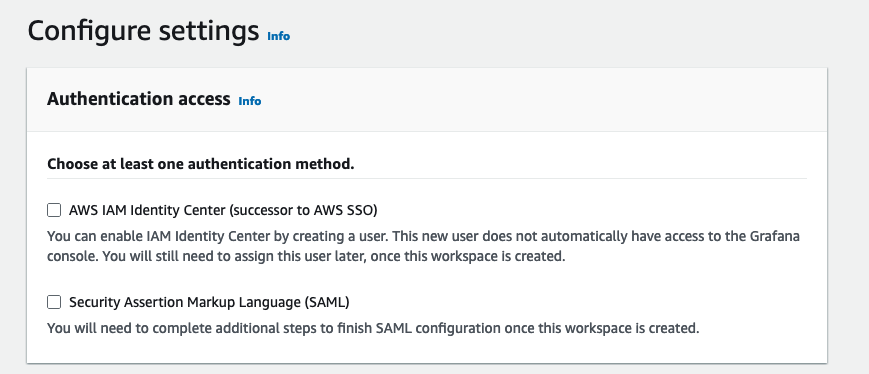 Configure settings Info
Authentication access Info
Choose at least one authentication method.
AWS IAM Identity Center (successor to AWS SSO)
You can enable IAM Identity Center by creating a user. This new user does not automatically have access to the Grafana
console. You will still need to assign this user later, once this workspace is created.
Security Assertion Markup Language (SAML)
You will need to complete additional steps to finish SAML configuration once this workspace is created.